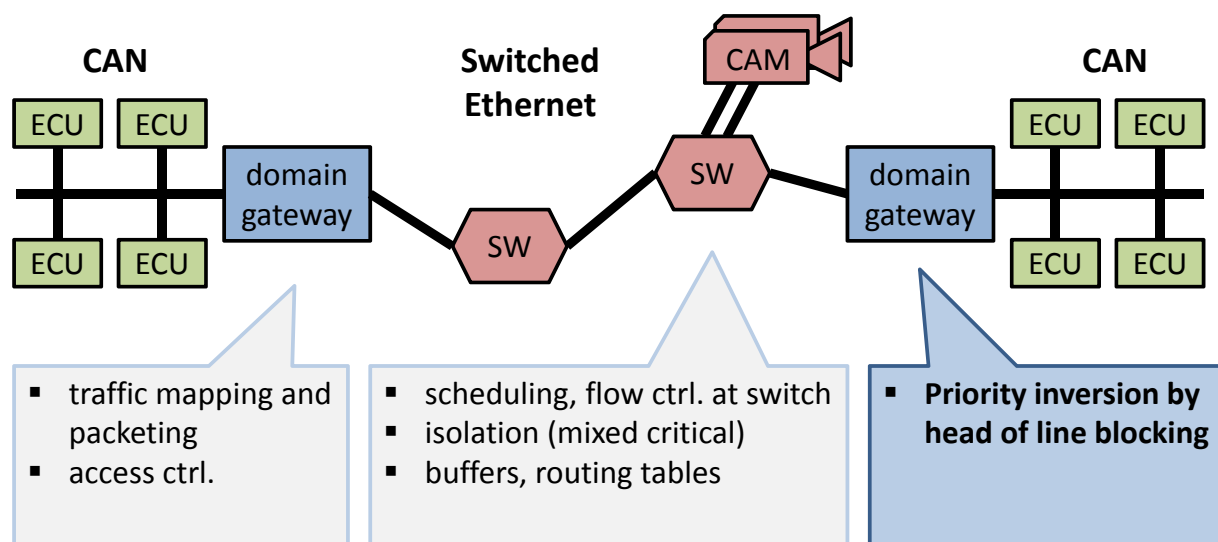 CAN
Switched
Ethernet
CAM
CAN
ECU
ECU
ECU
ECU
domain
gateway
SW
SW
domain
gateway
ECU
ECU
ECU
ECU
ECU
ECU
▪ traffic mapping and
packeting
▪ access ctrl.
▪ scheduling, flow ctrl. at switch
▪ isolation (mixed critical)
▪ buffers, routing tables
▪ Priority inversion by
head of line blocking